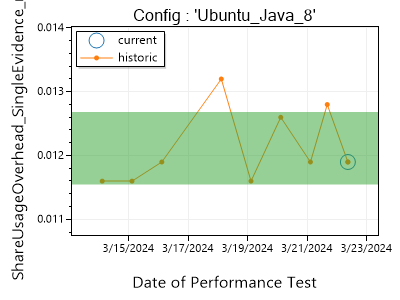 Config : 'Ubuntu_Java_8'
ShareUsageOverhead_SingleEvidence_
0.014
0.013
0.012
0.011
current
historic
3/15/2024
3/17/2024
3/19/2024
3/21/2024
3/23/2024
Date of Performance Test